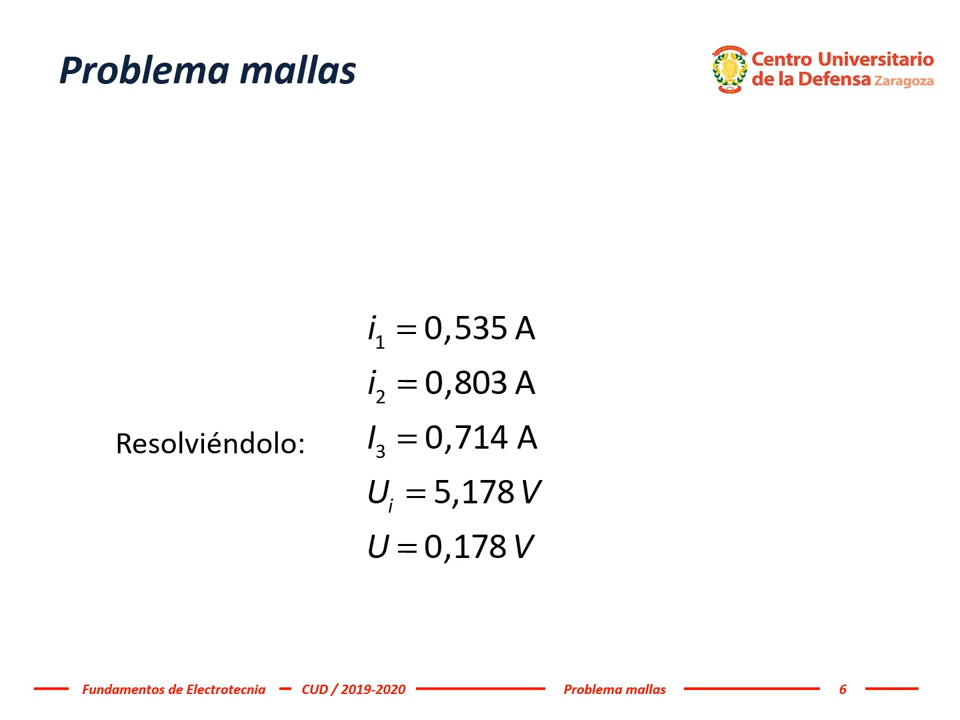 Problema mallas
Centro Universitario
de la Defensa Zaragoza
i₁ = 0,535 A
i₂ = 0,803 A
Resolviéndolo:
I₃ = 0,714 A
Uᵢ = 5,178 V
U = 0,178 V
Fundamentos de Electrotecnia CUD / 2019-2020 Problema mallas 6